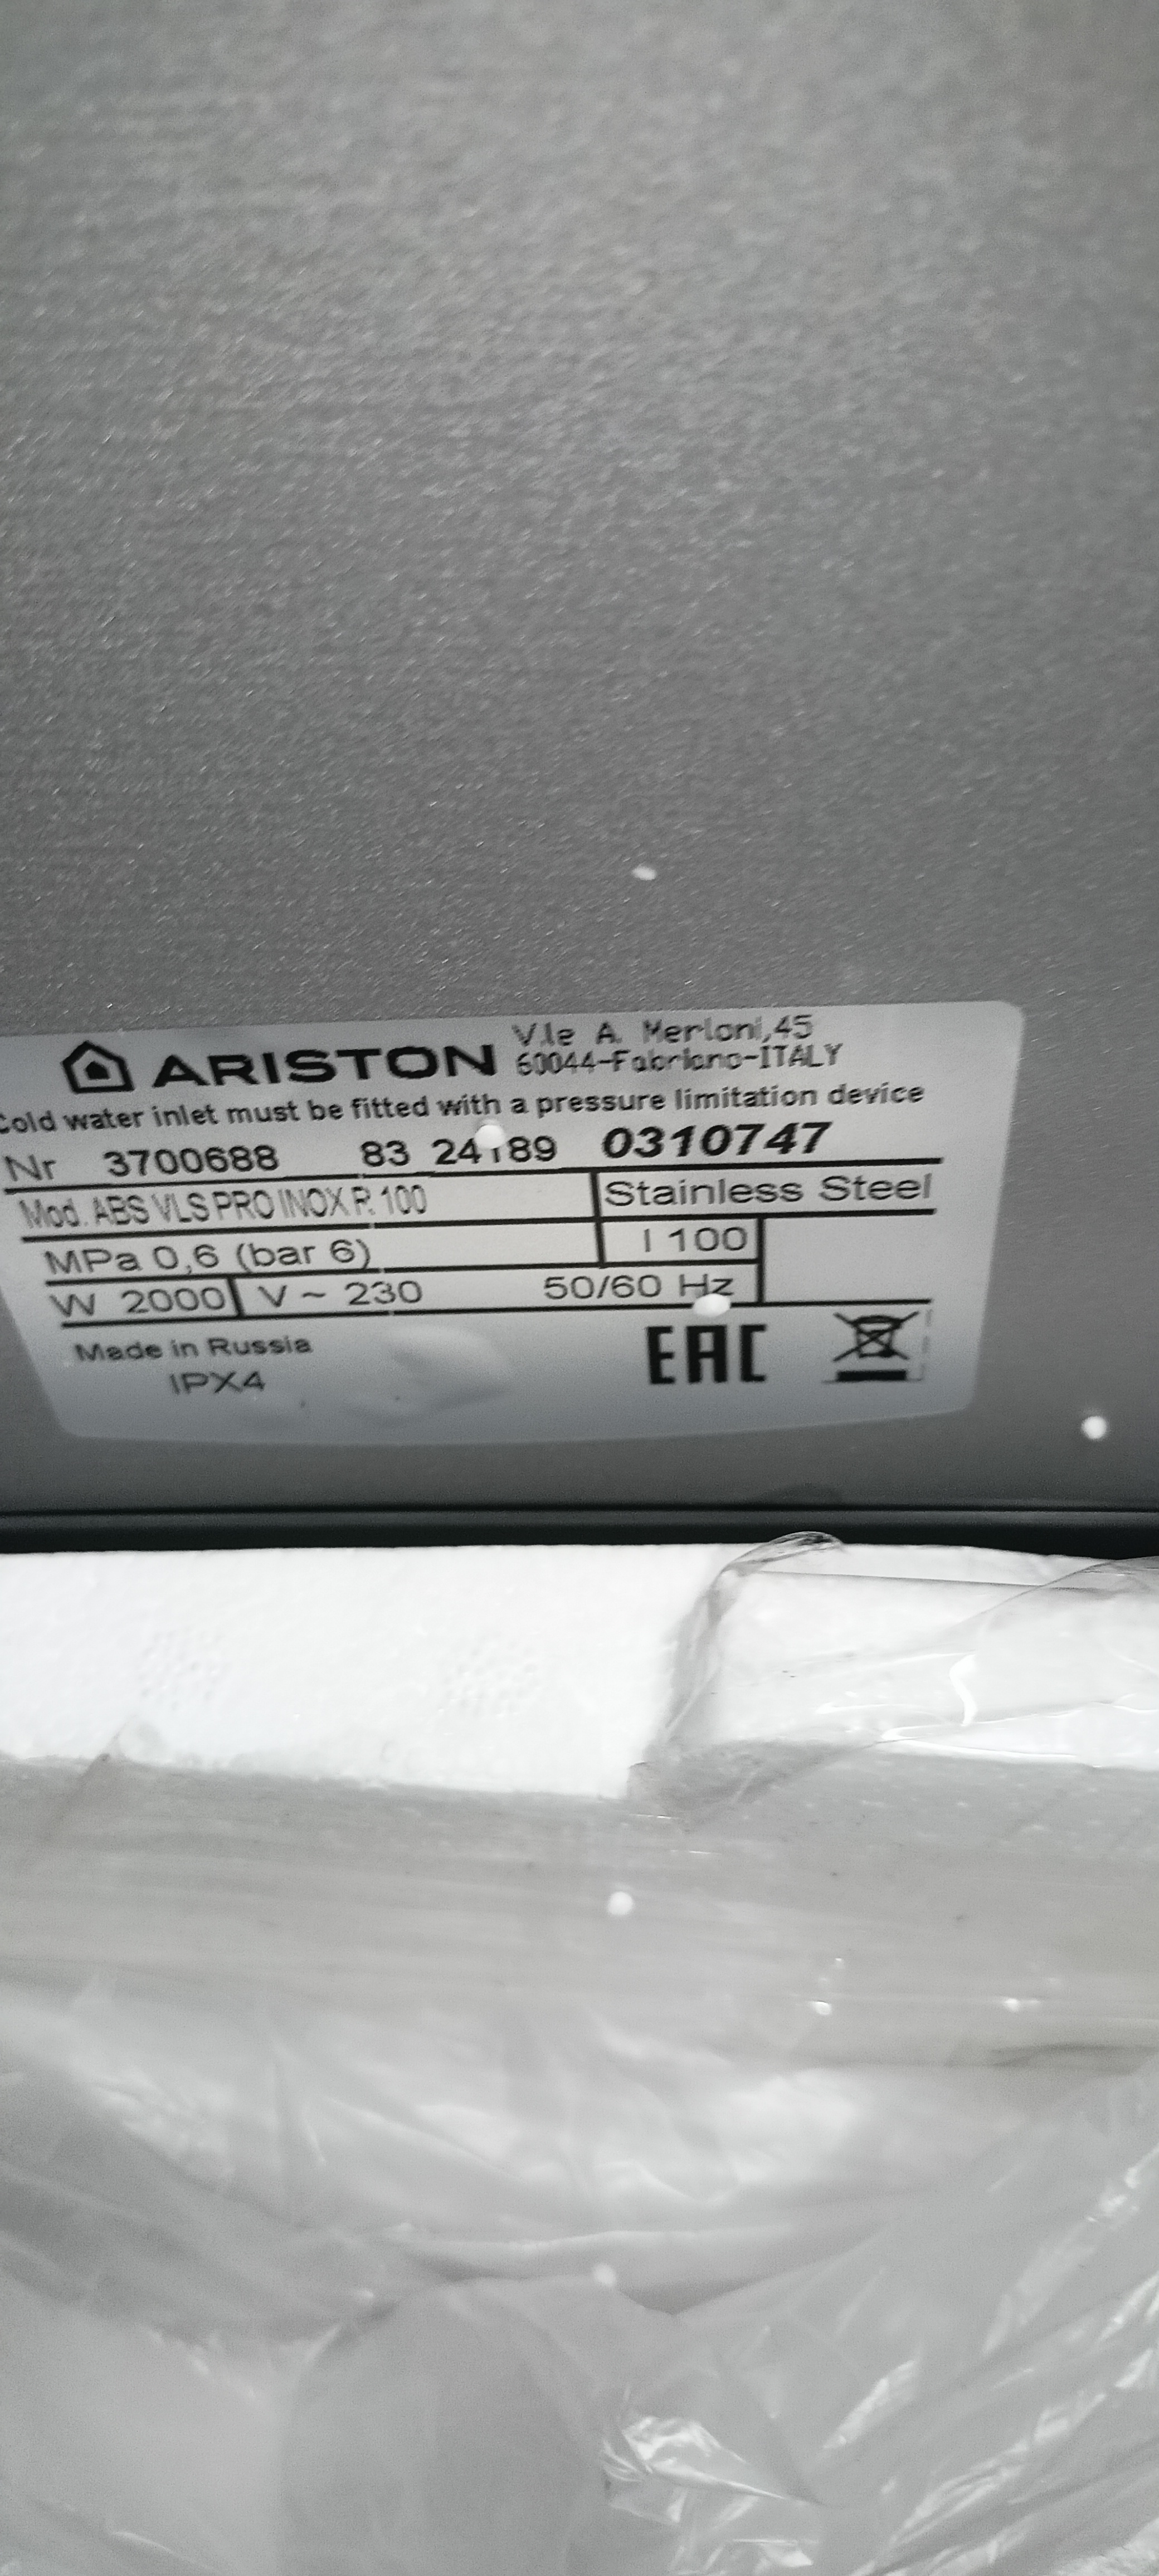 ARISTON V.le A. Merloni,45
60044-Fabriano-ITALY
Cold water inlet must be fitted with a pressure limitation device
Nr 3700688 83 24 89 0310747
Mod. ABS VLS PRO INOX R 100 Stainless Steel
MPa 0,6 (bar 6) l 100
W 2000 V ~ 230 50/60 Hz
Made in Russia
IPX4
EAC